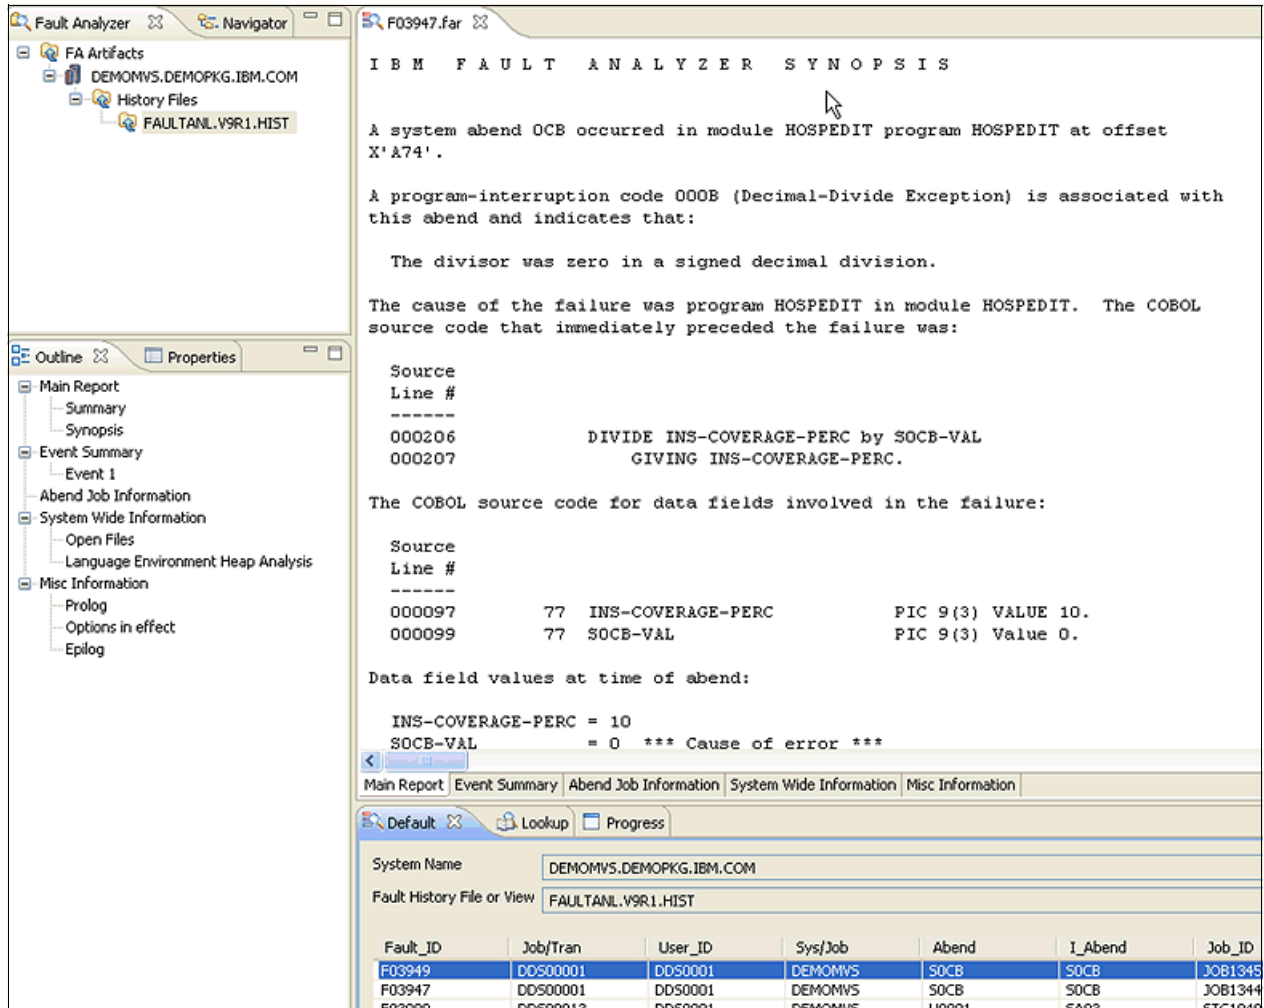 Fault Analyzer
Navigator
FA Artifacts
DEMOMVS.DEMOPKG.IBM.COM
History Files
FAULTANL.V9R1.HIST
Outline
Properties
Main Report
Summary
Synopsis
Event Summary
Event 1
Abend Job Information
System Wide Information
Open Files
Language Environment Heap Analysis
Misc Information
Prolog
Options in effect
Epilog
F03947.far
I B M   F A U L T   A N A L Y Z E R   S Y N O P S I S
A system abend 0CB occurred in module HOSPEDIT program HOSPEDIT at offset
X'A74'.
A program-interruption code 000B (Decimal-Divide Exception) is associated with
this abend and indicates that:
The divisor was zero in a signed decimal division.
The cause of the failure was program HOSPEDIT in module HOSPEDIT.  The COBOL
source code that immediately preceded the failure was:
Source
Line #
------
000206 DIVIDE INS-COVERAGE-PERC by S0CB-VAL
000207 GIVING INS-COVERAGE-PERC.
The COBOL source code for data fields involved in the failure:
Source
Line #
------
000097 77 INS-COVERAGE-PERC PIC 9(3) VALUE 10.
000099 77 S0CB-VAL PIC 9(3) Value 0.
Data field values at time of abend:
INS-COVERAGE-PERC = 10
S0CB-VAL = 0 *** Cause of error ***
Main Report Event Summary Abend Job Information System Wide Information Misc Information
Default Lookup Progress
System Name DEMOMVS.DEMOPKG.IBM.COM
Fault History File or View FAULTANL.V9R1.HIST
Fault_ID Job/Tran User_ID Sys/Job Abend I_Abend Job_ID
F03949 DDS00001 DDS0001 DEMOMVS S0CB S0CB JOB1345
F03947 DDS00001 DDS0001 DEMOMVS S0CB S0CB JOB1344